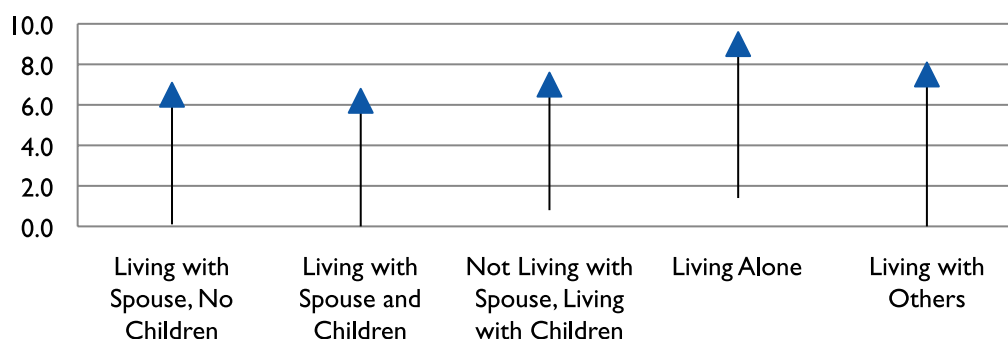 10.0
8.0
6.0
4.0
2.0
0.0
Living with
Spouse, No
Children
Living with
Spouse and
Children
Not Living with
Spouse, Living
with Children
Living Alone
Living with
Others